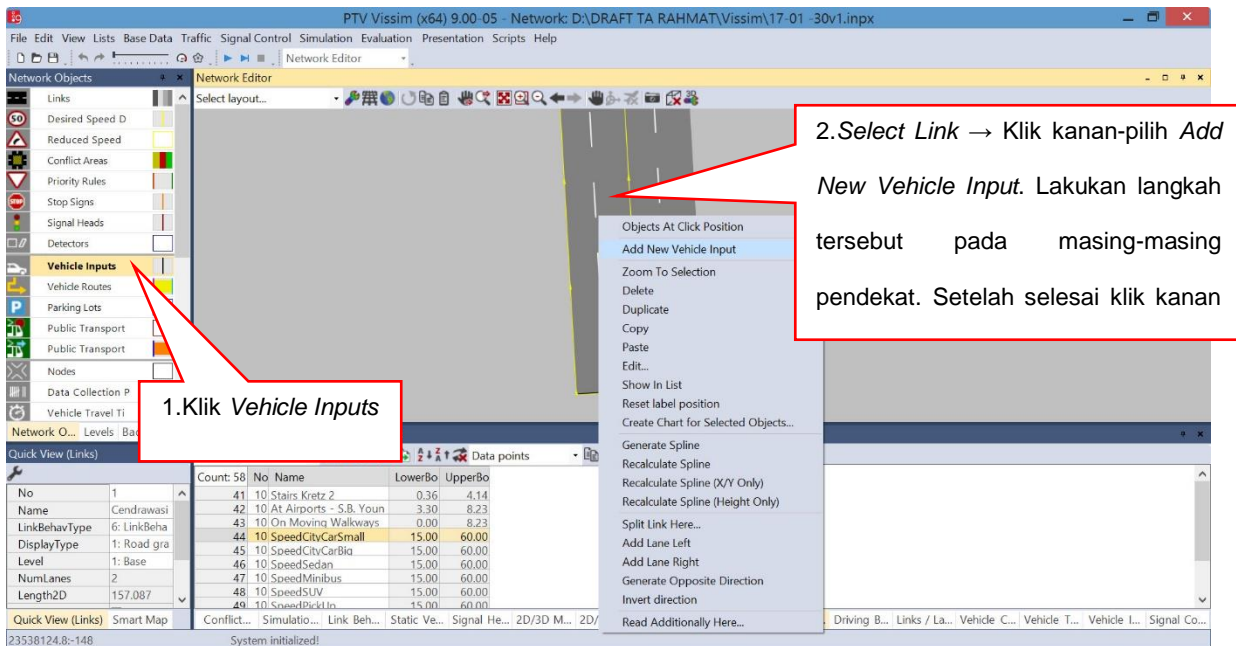 PTV Vissim (x64) 9.00-05 - Network: D:\DRAFT TA RAHMAT\Vissim\17-01 -30v1.inpx
File Edit View Lists Base Data Traffic Signal Control Simulation Evaluation Presentation Scripts Help
Network Editor
Network Objects
Network Editor
Select layout...
Links
Desired Speed D
Reduced Speed
Conflict Areas
Priority Rules
Stop Signs
Signal Heads
Detectors
Vehicle Inputs
Vehicle Routes
Parking Lots
Public Transport
Public Transport
Nodes
Data Collection P
Vehicle Travel Ti
Network O... Levels
1.Klik Vehicle Inputs
2.Select Link → Klik kanan-pilih Add
New Vehicle Input. Lakukan langkah
tersebut pada masing-masing
pendekat. Setelah selesai klik kanan
Objects At Click Position
Add New Vehicle Input
Zoom To Selection
Delete
Duplicate
Copy
Paste
Edit...
Show In List
Reset label position
Create Chart for Selected Objects...
Generate Spline
Recalculate Spline
Recalculate Spline (X/Y Only)
Recalculate Spline (Height Only)
Split Link Here...
Add Lane Left
Add Lane Right
Generate Opposite Direction
Invert direction
Read Additionally Here...
Quick View (Links)
No 1
Name Cendrawasi
LinkBehavType 6: LinkBeha
DisplayType 1: Road gra
Level 1: Base
NumLanes 2
Length2D 157.087
Quick View (Links) Smart Map
Data points
Count: 58 No Name LowerBo UpperBo
41 10 Stairs Kretz 2 0.36 4.14
42 10 At Airports - S.B. Youn 3.30 8.23
43 10 On Moving Walkways 0.00 8.23
44 10 SpeedCityCarSmall 15.00 60.00
45 10 SpeedCityCarBig 15.00 60.00
46 10 SpeedSedan 15.00 60.00
47 10 SpeedMinibus 15.00 60.00
48 10 SpeedSUV 15.00 60.00
49 10 SpeedPickUp 15.00 60.00
Conflict... Simulatio... Link Beh... Static Ve... Signal He... 2D/3D M... 2D/ Driving B... Links / La... Vehicle C... Vehicle T... Vehicle I... Signal Co...
23538124.8:-148 System initialized!